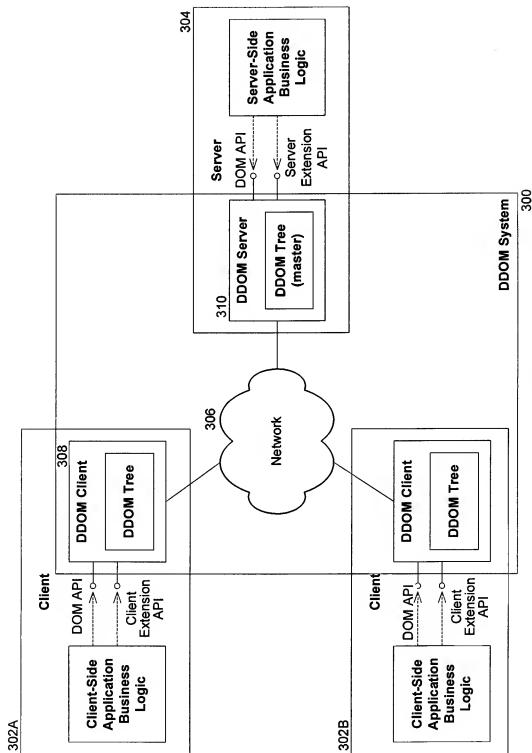 302A
Client
308
Client-Side
Application
Business
Logic
DOM API
Client
Extension
API
DDOM Client
DDOM Tree
306
Network
302B
Client
Client-Side
Application
Business
Logic
DOM API
Client
Extension
API
DDOM Client
DDOM Tree
304
Server
310
DDOM Server
DDOM Tree
(master)
DOM API
Server
Extension
API
Server-Side
Application
Business
Logic
DDOM System
300